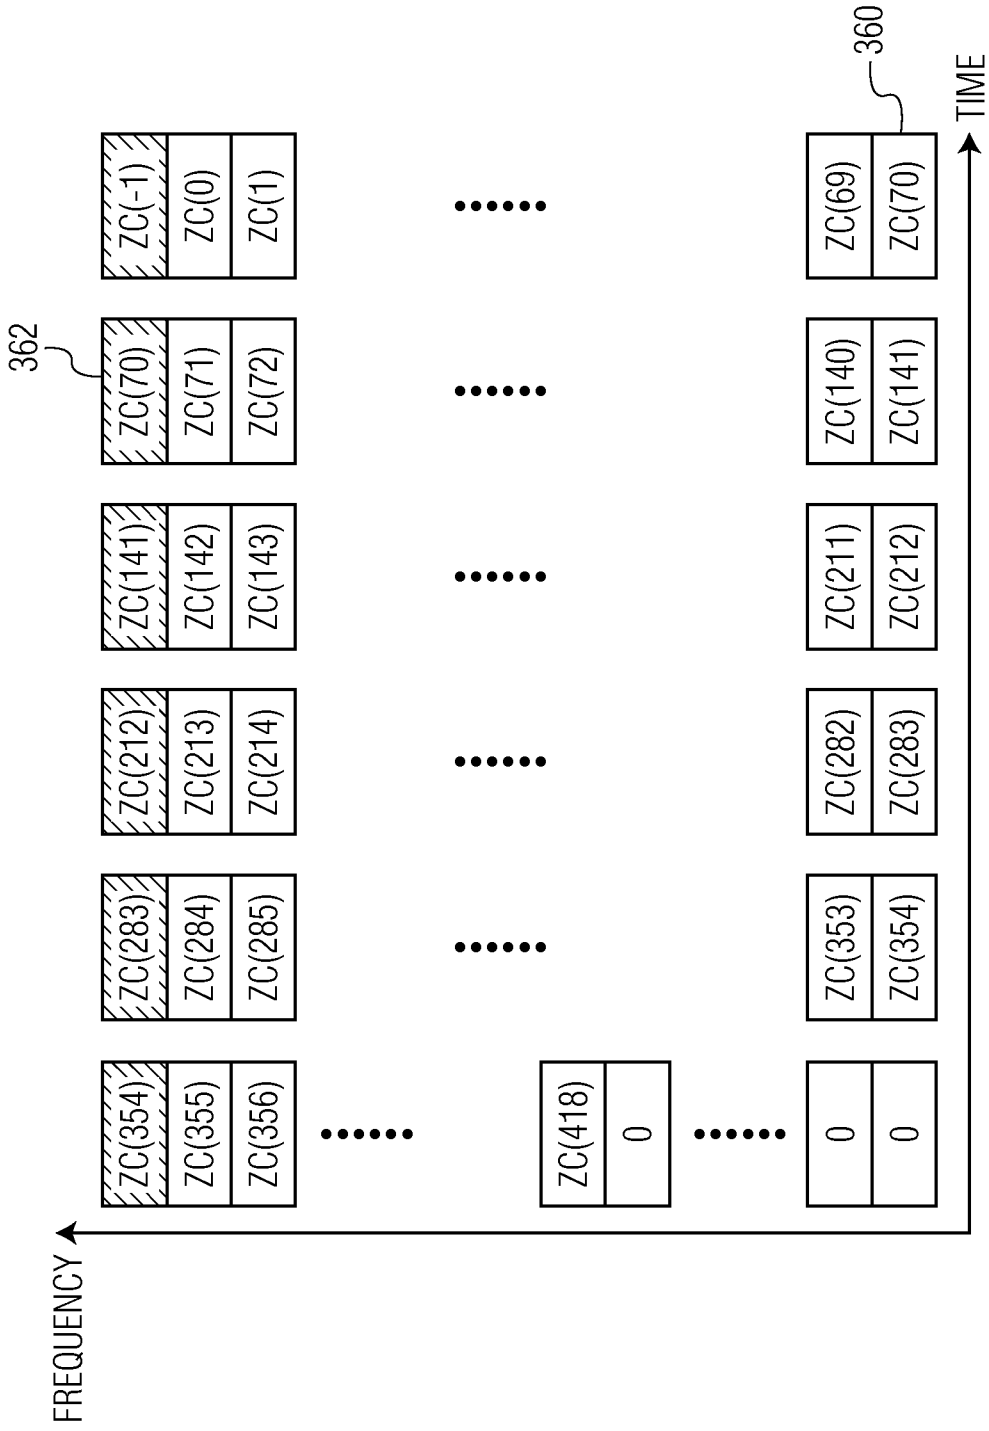 362
FREQUENCY
ZC(354) ZC(283) ZC(212) ZC(141) ZC(70) ZC(-1)
ZC(355) ZC(284) ZC(213) ZC(142) ZC(71) ZC(0)
ZC(356) ZC(285) ZC(214) ZC(143) ZC(72) ZC(1)
ZC(418)
0
0 ZC(353) ZC(282) ZC(211) ZC(140) ZC(69)
360
0 ZC(354) ZC(283) ZC(212) ZC(141) ZC(70)
TIME